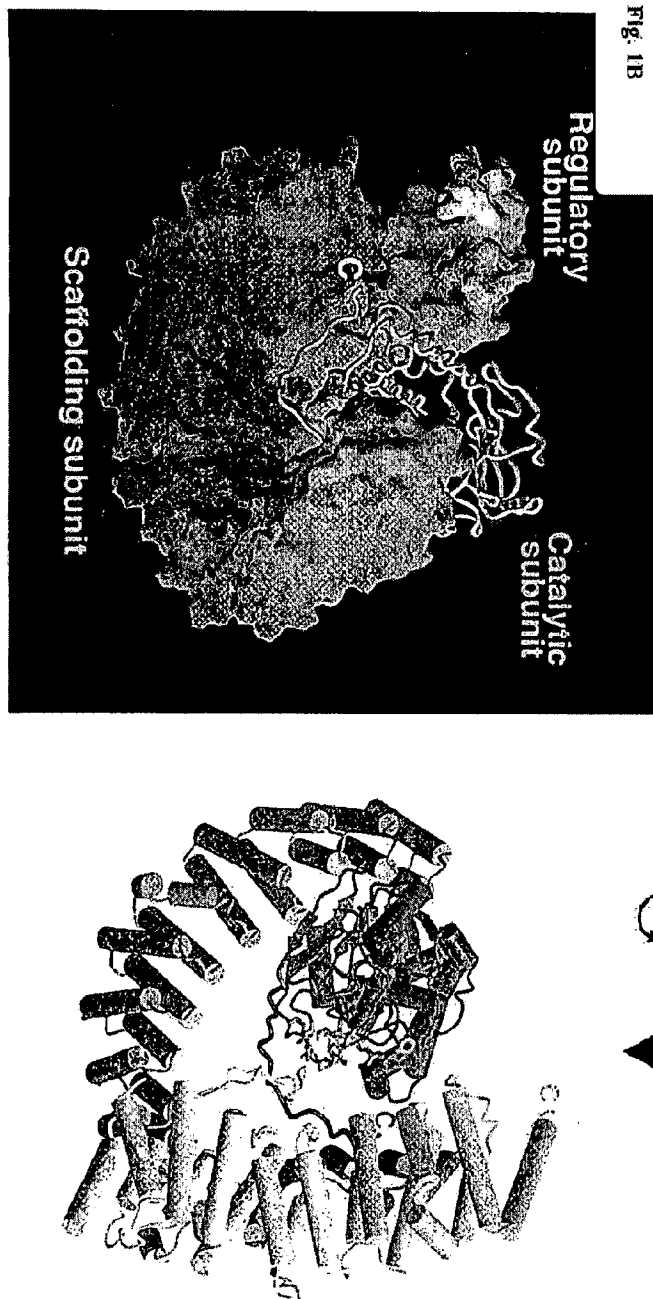 Fig. 1B
Regulatory
subunit
Catalytic
subunit
C
Scaffolding subunit
C
C